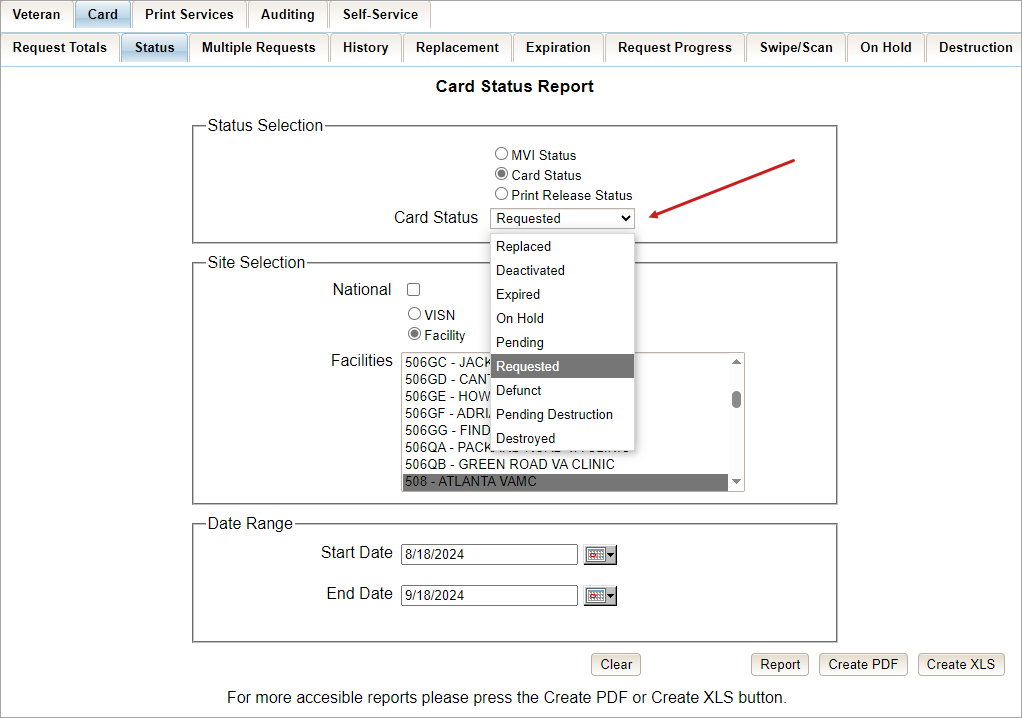 Veteran Card Print Services Auditing Self-Service
Request Totals Status Multiple Requests History Replacement Expiration Request Progress Swipe/Scan On Hold Destruction
Card Status Report
Status Selection
MVI Status
Card Status
Print Release Status
Card Status Requested
Replaced
Deactivated
Expired
On Hold
Pending
Requested
Defunct
Pending Destruction
Destroyed
Site Selection
National
VISN
Facility
Facilities
506GC - JACK
506GD - CANT
506GE - HOW
506GF - ADRI
506GG - FIND
506QA - PACK
506QB - GREEN ROAD VA CLINIC
508 - ATLANTA VAMC
Date Range
Start Date 8/18/2024
End Date 9/18/2024
Clear Report Create PDF Create XLS
For more accesible reports please press the Create PDF or Create XLS button.